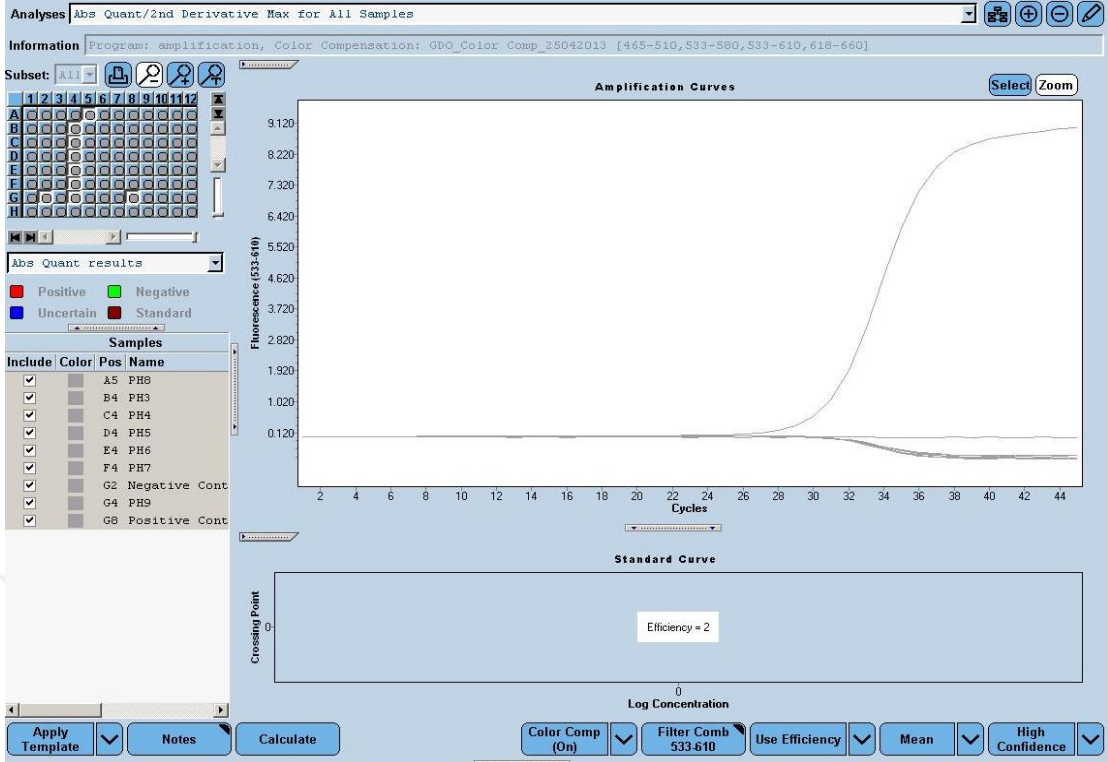 Analyses Abs Quant/2nd Derivative Max for All Samples
Information Program: amplification, Color Compensation: GDO_Color Comp_25042013 [465-510,533-580,533-610,618-660]
Subset: All
1 2 3 4 5 6 7 8 9 10 11 12
A
B
C
D
E
F
G
H
Abs Quant results
Positive Negative
Uncertain Standard
Samples
Include Color Pos Name
A5 PH8
B4 PH3
C4 PH4
D4 PH5
E4 PH6
F4 PH7
G2 Negative Cont
G4 PH9
G8 Positive Cont
Amplification Curves
Select Zoom
Fluorescence (533-610)
9.120
8.220
7.320
6.420
5.520
4.620
3.720
2.820
1.920
1.020
0.120
2 4 6 8 10 12 14 16 18 20 22 24 26 28 30 32 34 36 38 40 42 44
Cycles
Standard Curve
Crossing Point
0
Efficiency = 2
0
Log Concentration
Apply Template
Notes
Calculate
Color Comp (On)
Filter Comb 533-610
Use Efficiency
Mean
High Confidence